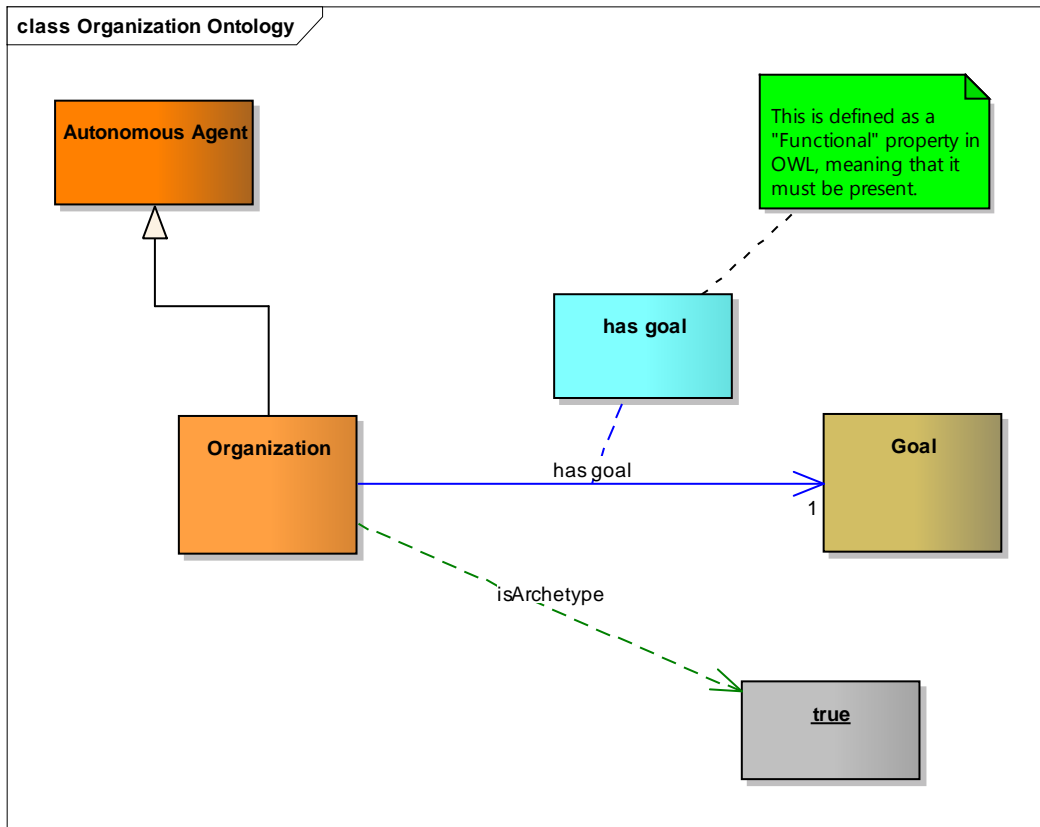 class Organization Ontology
Autonomous Agent
This is defined as a
"Functional" property in
OWL, meaning that it
must be present.
has goal
Organization
has goal
Goal
1
isArchetype
true